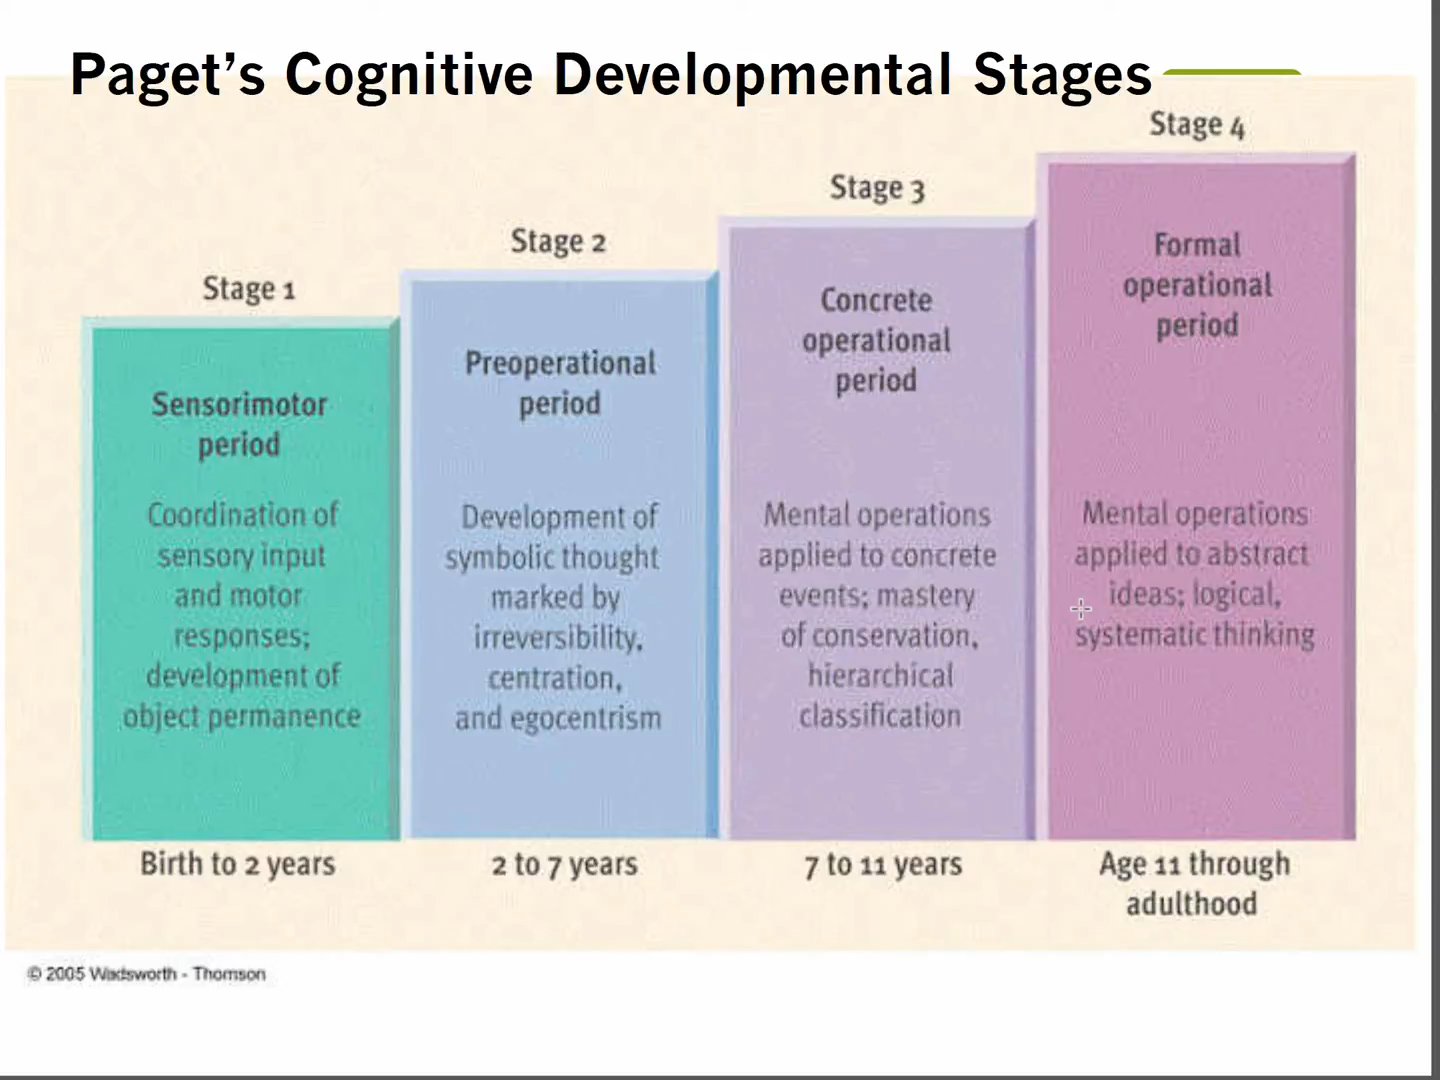 Paget's Cognitive Developmental Stages
Stage 1
Sensorimotor
period
Coordination of
sensory input
and motor
responses;
development of
object permanence
Birth to 2 years
Stage 2
Preoperational
period
Development of
symbolic thought
marked by
irreversibility,
centration,
and egocentrism
2 to 7 years
Stage 3
Concrete
operational
period
Mental operations
applied to concrete
events; mastery
of conservation,
hierarchical
classification
7 to 11 years
Stage 4
Formal
operational
period
Mental operations
applied to abstract
ideas; logical,
systematic thinking
Age 11 through
adulthood
© 2005 Wadsworth - Thomson